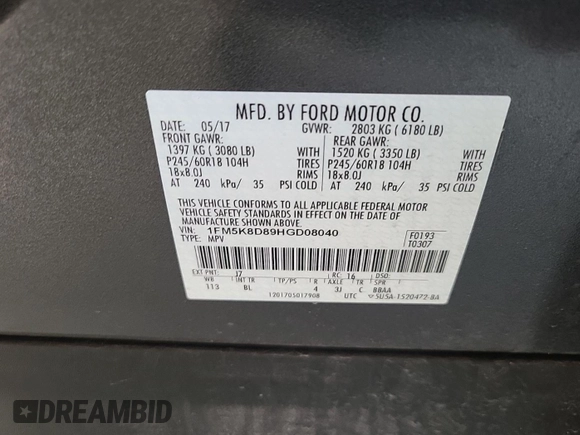 MFD. BY FORD MOTOR CO.
DATE: 05/17 GVWR: 2803 KG ( 6180 LB)
FRONT GAWR: REAR GAWR:
1397 KG ( 3080 LB) 1520 KG ( 3350 LB)
P245/60R18 104H TIRES P245/60R18 104H TIRES
18x8.0J RIMS 18x8.0J RIMS
AT 240 kPa/ 35 PSI COLD AT 240 kPa/ 35 PSI COLD
THIS VEHICLE CONFORMS TO ALL APPLICABLE FEDERAL MOTOR
VEHICLE SAFETY STANDARDS IN EFFECT ON THE DATE OF
MANUFACTURE SHOWN ABOVE.
VIN: 1FM5K8D89HGD08040 F0193
TYPE: MPV T0307
EXT PNT: J7 RC: 16 DSO:
WB INT TR TP/PS R AXLE TR SPR
113 BL 4 3J C BBAA
1201705017908 UTC 5U5A-1520472-BA
DREAMBID